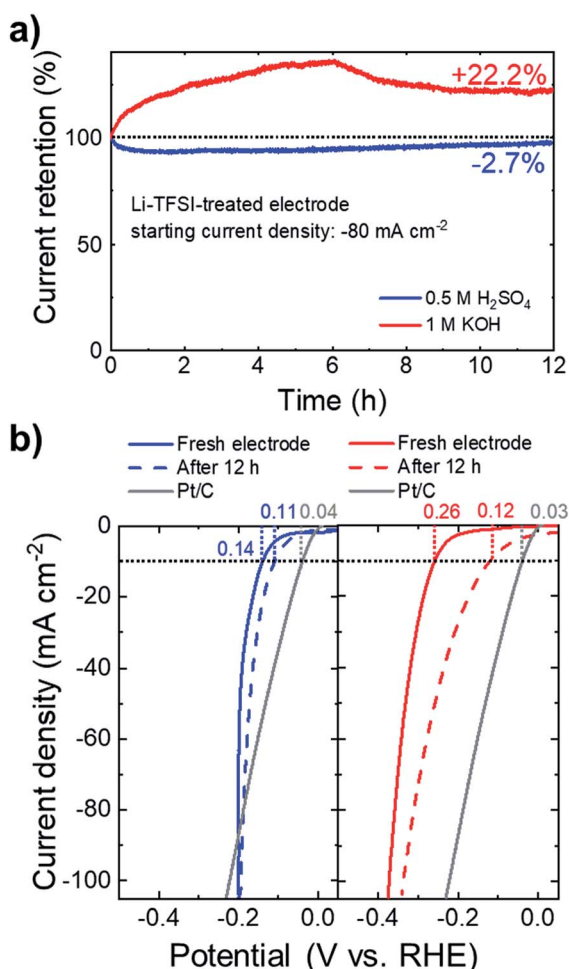 a)
Current retention (%)
100
50
0
+22.2%
-2.7%
Li-TFSI-treated electrode
starting current density: -80 mA cm⁻²
0.5 M H₂SO₄
1 M KOH
0 2 4 6 8 10 12
Time (h)
b)
Fresh electrode
After 12 h
Pt/C
Fresh electrode
After 12 h
Pt/C
0.14 0.11 0.04
0.26 0.12 0.03
Current density (mA cm⁻²)
0
-20
-40
-60
-80
-100
-0.4 -0.2 0.0 -0.4 -0.2 0.0
Potential (V vs. RHE)